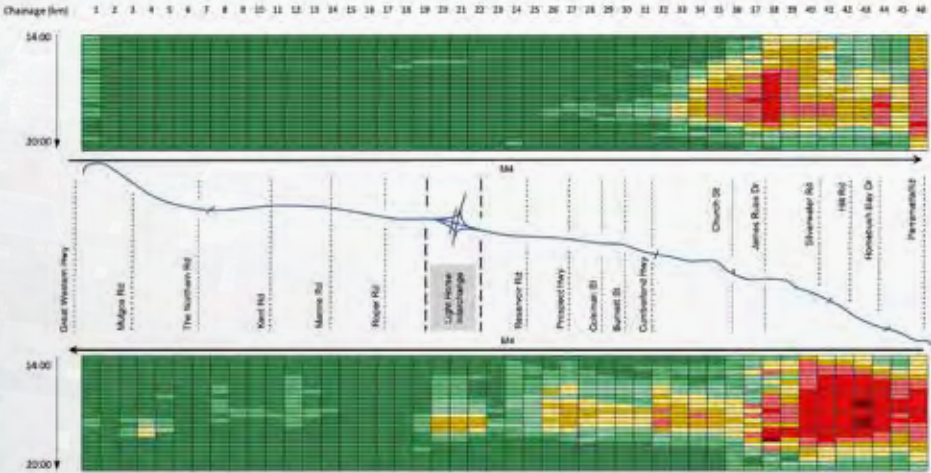 Chainage (km) 1 2 3 4 5 6 7 8 9 10 11 12 13 14 15 16 17 18 19 20 21 22 23 24 25 26 27 28 29 30 31 32 33 34 35 36 37 38 39 40 41 42 43 44 45 46
14:00
20:00
M4
Great Western Hwy
Mulgoa Rd
The Northern Rd
Kent Rd
Mamre Rd
Roper Rd
Light Horse
Interchange
Reservoir Rd
Prospect Hwy
Coleman St
Burnett St
Cumberland Hwy
Church St
James Ruse Dr
Silverwater Rd
Hill Rd
Homebush Bay Dr
Parramatta Rd
M4
14:00
20:00